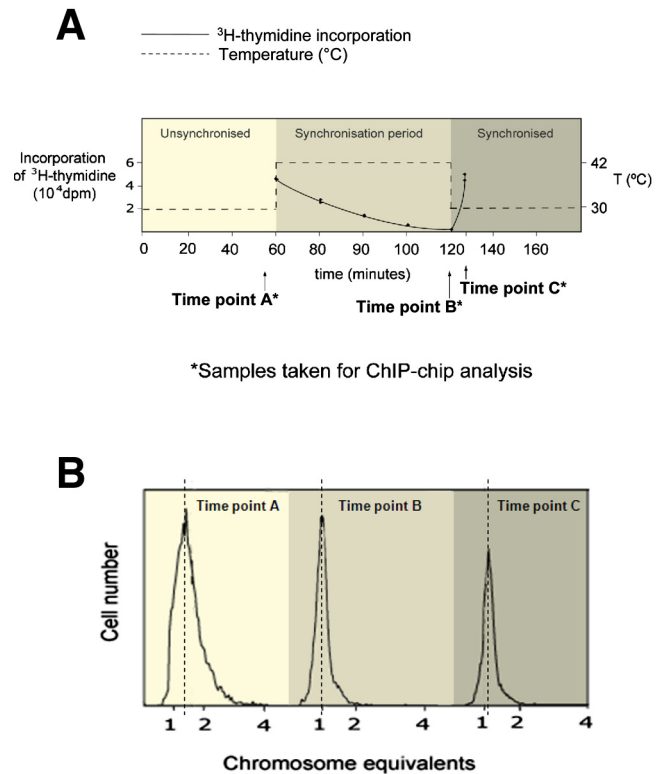 A
³H-thymidine incorporation
Temperature (°C)
Unsynchronised Synchronisation period Synchronised
Incorporation
of ³H-thymidine
(10⁴dpm)
6
4
2
42
30
T (ºC)
0 20 40 60 80 100 120 140 160
time (minutes)
Time point A*
Time point B*
Time point C*
*Samples taken for ChIP-chip analysis
B
Time point A Time point B Time point C
Cell number
1 2 4 1 2 4 1 2 4
Chromosome equivalents